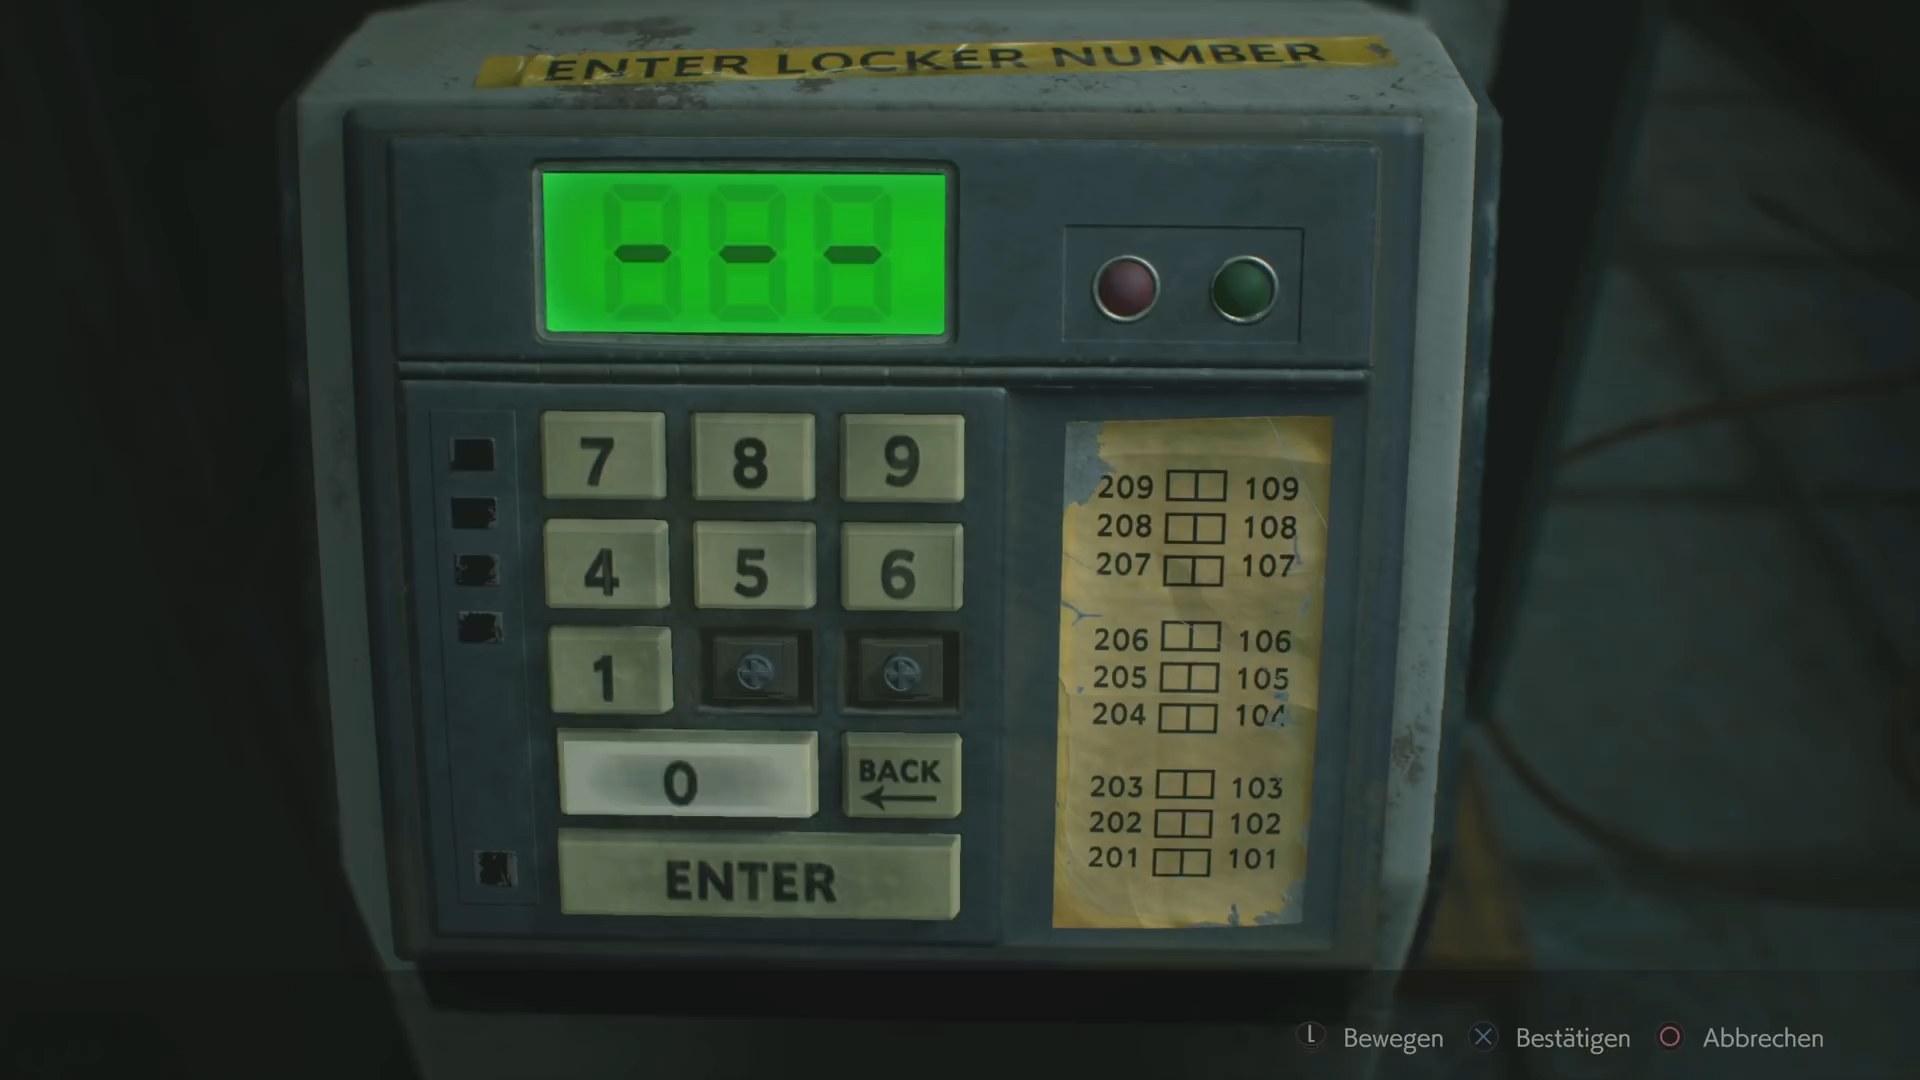 ENTER LOCKER NUMBER
---
7 8 9
4 5 6
1
0 BACK
ENTER
209 109
208 108
207 107
206 106
205 105
204 104
203 103
202 102
201 101
L Bewegen Bestätigen Abbrechen